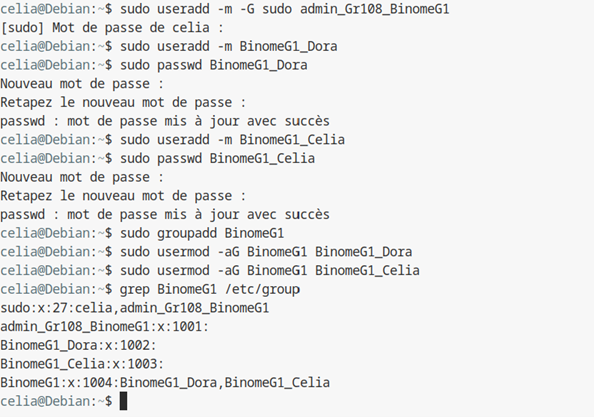 celia@Debian:~$ sudo useradd -m -G sudo admin_Gr108_BinomeG1
[sudo] Mot de passe de celia :
celia@Debian:~$ sudo useradd -m BinomeG1_Dora
celia@Debian:~$ sudo passwd BinomeG1_Dora
Nouveau mot de passe :
Retapez le nouveau mot de passe :
passwd : mot de passe mis à jour avec succès
celia@Debian:~$ sudo useradd -m BinomeG1_Celia
celia@Debian:~$ sudo passwd BinomeG1_Celia
Nouveau mot de passe :
Retapez le nouveau mot de passe :
passwd : mot de passe mis à jour avec succès
celia@Debian:~$ sudo groupadd BinomeG1
celia@Debian:~$ sudo usermod -aG BinomeG1 BinomeG1_Dora
celia@Debian:~$ sudo usermod -aG BinomeG1 BinomeG1_Celia
celia@Debian:~$ grep BinomeG1 /etc/group
sudo:x:27:celia,admin_Gr108_BinomeG1
admin_Gr108_BinomeG1:x:1001:
BinomeG1_Dora:x:1002:
BinomeG1_Celia:x:1003:
BinomeG1:x:1004:BinomeG1_Dora,BinomeG1_Celia
celia@Debian:~$